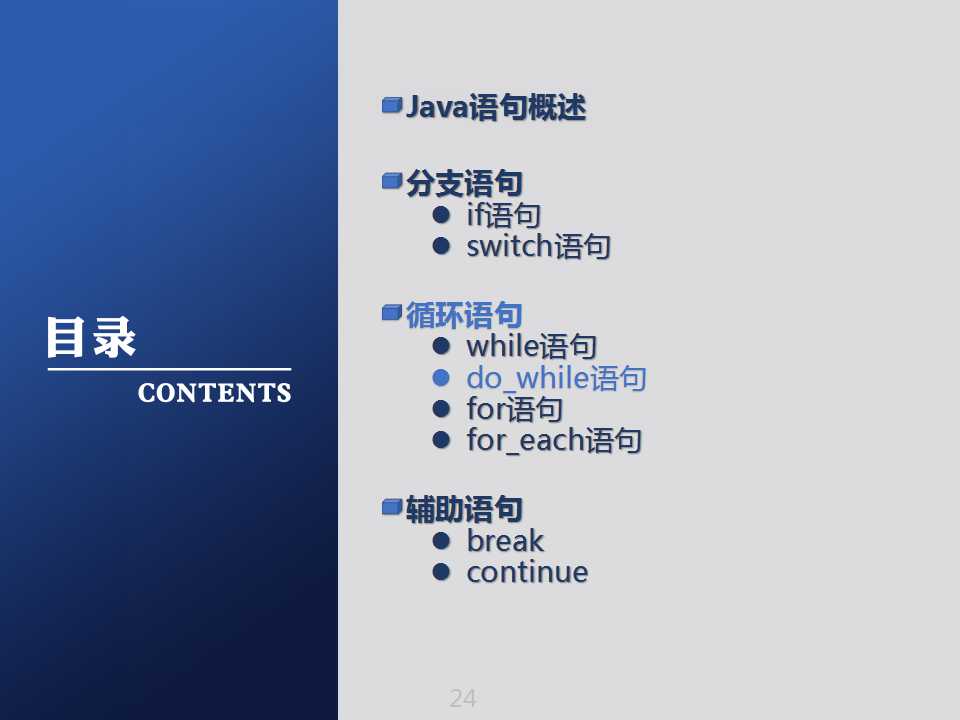 目录
CONTENTS
Java语句概述
分支语句
if语句
switch语句
循环语句
while语句
do_while语句
for语句
for_each语句
辅助语句
break
continue
24